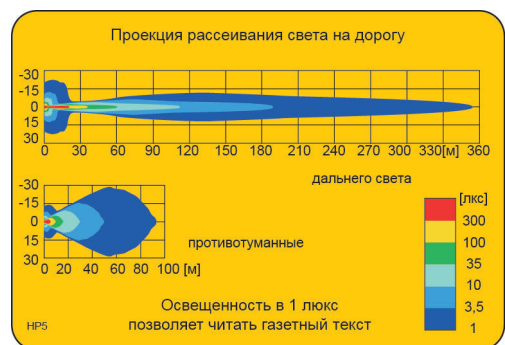 Проекция рассеивания света на дорогу
-30
-15
0
15
30
0 30 60 90 120 150 180 210 240 270 300 330[м] 360
дальнего света
-30
-15
0
15
30
0 20 40 60 80 100 [м]
противотуманные
[лкс]
300
100
35
10
3,5
1
Освещенность в 1 люкс
HP5 позволяет читать газетный текст